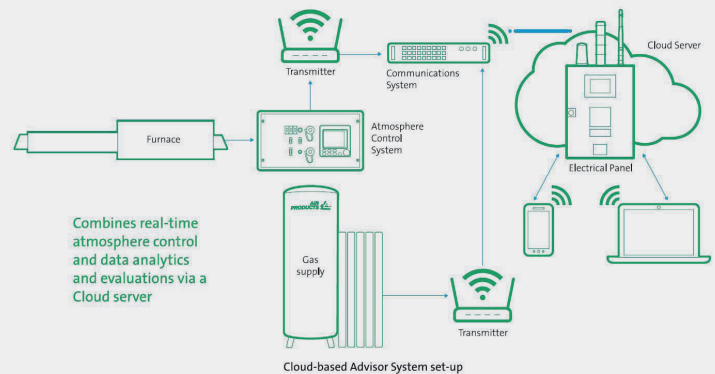 Transmitter
Communications
System
Cloud Server
Furnace
Atmosphere
Control
System
Electrical Panel
Combines real-time
atmosphere control
and data analytics
and evaluations via a
Cloud server
AIR
PRODUCTS
Gas
supply
Transmitter
Cloud-based Advisor System set-up